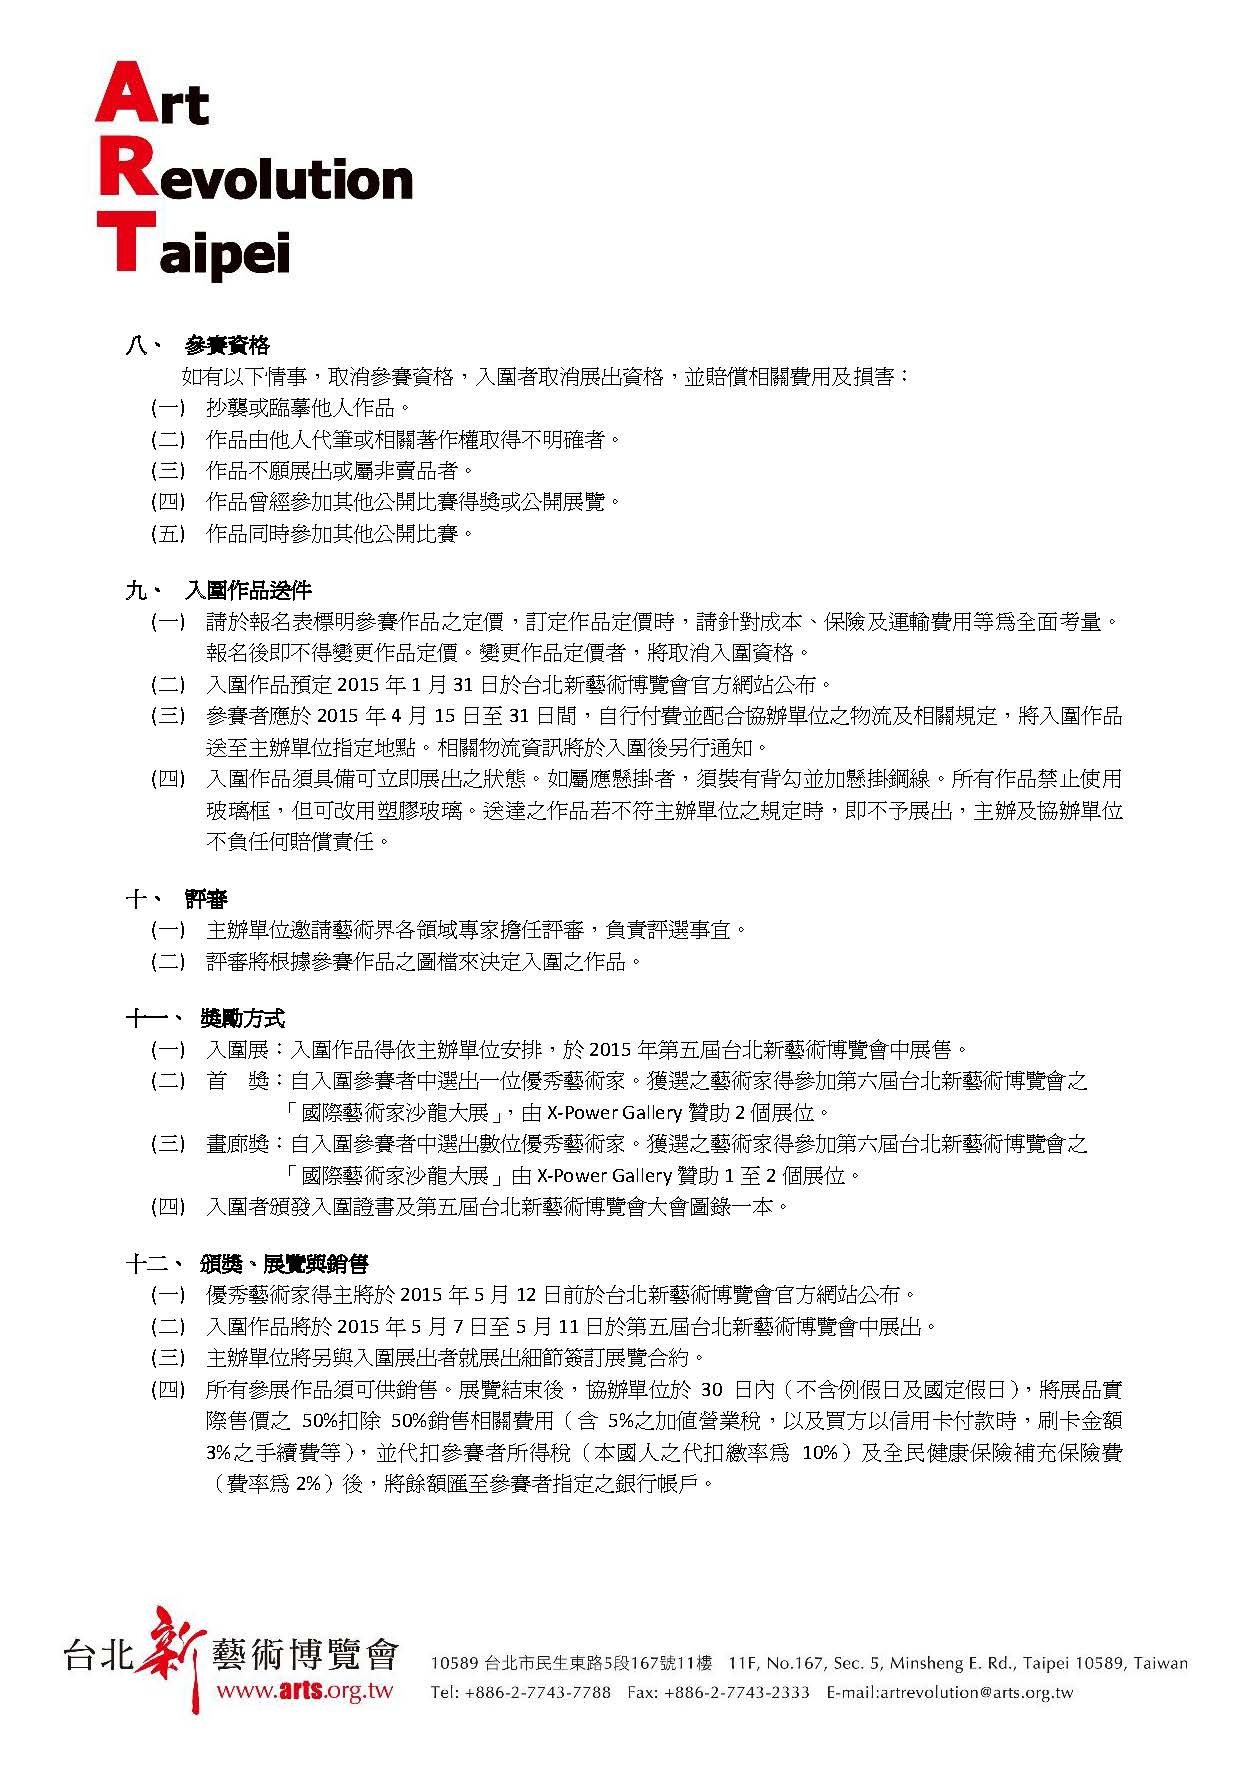 Art
Revolution
Taipei
八、 參賽資格
如有以下情事，取消參賽資格，入圍者取消展出資格，並賠償相關費用及損害：
(一) 抄襲或臨摹他人作品。
(二) 作品由他人代筆或相關著作權取得不明確者。
(三) 作品不願展出或屬非賣品者。
(四) 作品曾經參加其他公開比賽得獎或公開展覽。
(五) 作品同時參加其他公開比賽。
九、 入圍作品送件
(一) 請於報名表標明參賽作品之定價，訂定作品定價時，請針對成本、保險及運輸費用等為全面考量。
報名後即不得變更作品定價。變更作品定價者，將取消入圍資格。
(二) 入圍作品預定 2015 年 1 月 31 日於台北新藝術博覽會官方網站公布。
(三) 參賽者應於 2015 年 4 月 15 日至 31 日間，自行付費並配合協辦單位之物流及相關規定，將入圍作品
送至主辦單位指定地點。相關物流資訊將於入圍後另行通知。
(四) 入圍作品須具備可立即展出之狀態。如屬應懸掛者，須裝有背勾並加懸掛鋼線。所有作品禁止使用
玻璃框，但可改用塑膠玻璃。送達之作品若不符主辦單位之規定時，即不予展出，主辦及協辦單位
不負任何賠償責任。
十、 評審
(一) 主辦單位邀請藝術界各領域專家擔任評審，負責評選事宜。
(二) 評審將根據參賽作品之圖檔來決定入圍之作品。
十一、 獎勵方式
(一) 入圍展：入圍作品得依主辦單位安排，於 2015 年第五屆台北新藝術博覽會中展售。
(二) 首　獎：自入圍參賽者中選出一位優秀藝術家。獲選之藝術家得參加第六屆台北新藝術博覽會之
「國際藝術家沙龍大展」，由 X-Power Gallery 贊助 2 個展位。
(三) 畫廊獎：自入圍參賽者中選出數位優秀藝術家。獲選之藝術家得參加第六屆台北新藝術博覽會之
「國際藝術家沙龍大展」由 X-Power Gallery 贊助 1 至 2 個展位。
(四) 入圍者頒發入圍證書及第五屆台北新藝術博覽會大會圖錄一本。
十二、 頒獎、展覽與銷售
(一) 優秀藝術家得主將於 2015 年 5 月 12 日前於台北新藝術博覽會官方網站公布。
(二) 入圍作品將於 2015 年 5 月 7 日至 5 月 11 日於第五屆台北新藝術博覽會中展出。
(三) 主辦單位將另與入圍展出者就展出細節簽訂展覽合約。
(四) 所有參展作品須可供銷售。展覽結束後，協辦單位於 30 日內（不含例假日及國定假日），將展品實
際售價之 50%扣除 50%銷售相關費用（含 5%之加值營業稅，以及買方以信用卡付款時，刷卡金額
3%之手續費等），並代扣參賽者所得稅（本國人之代扣繳率為 10%）及全民健康保險補充保險費
（費率為 2%）後，將餘額匯至參賽者指定之銀行帳戶。
台北新藝術博覽會
www.arts.org.tw
10589 台北市民生東路5段167號11樓 11F, No.167, Sec. 5, Minsheng E. Rd., Taipei 10589, Taiwan
Tel: +886-2-7743-7788 Fax: +886-2-7743-2333 E-mail:artrevolution@arts.org.tw